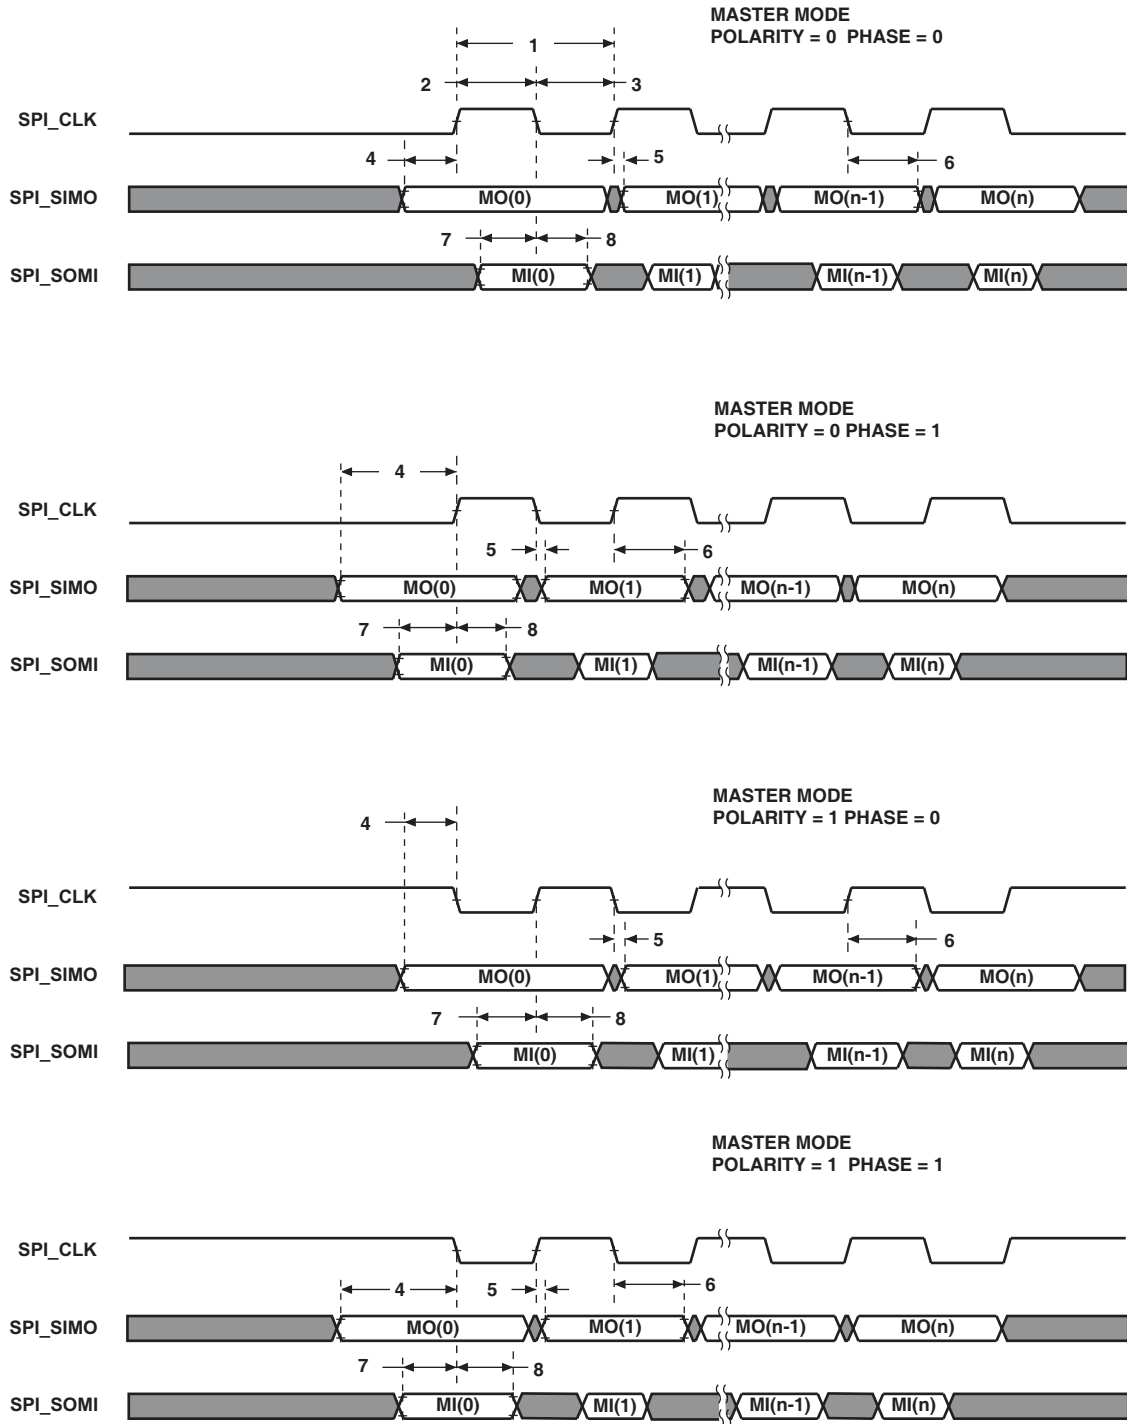 MASTER MODE
POLARITY = 0 PHASE = 0
1
2
3
SPI_CLK
4
5
6
SPI_SIMO
MO(0)
MO(1)
MO(n-1)
MO(n)
7
8
SPI_SOMI
MI(0)
MI(1)
MI(n-1)
MI(n)
MASTER MODE
POLARITY = 0 PHASE = 1
4
SPI_CLK
5
6
SPI_SIMO
MO(0)
MO(1)
MO(n-1)
MO(n)
7
8
SPI_SOMI
MI(0)
MI(1)
MI(n-1)
MI(n)
MASTER MODE
POLARITY = 1 PHASE = 0
4
SPI_CLK
5
6
SPI_SIMO
MO(0)
MO(1)
MO(n-1)
MO(n)
7
8
SPI_SOMI
MI(0)
MI(1)
MI(n-1)
MI(n)
MASTER MODE
POLARITY = 1 PHASE = 1
SPI_CLK
4
5
6
SPI_SIMO
MO(0)
MO(1)
MO(n-1)
MO(n)
7
8
SPI_SOMI
MI(0)
MI(1)
MI(n-1)
MI(n)